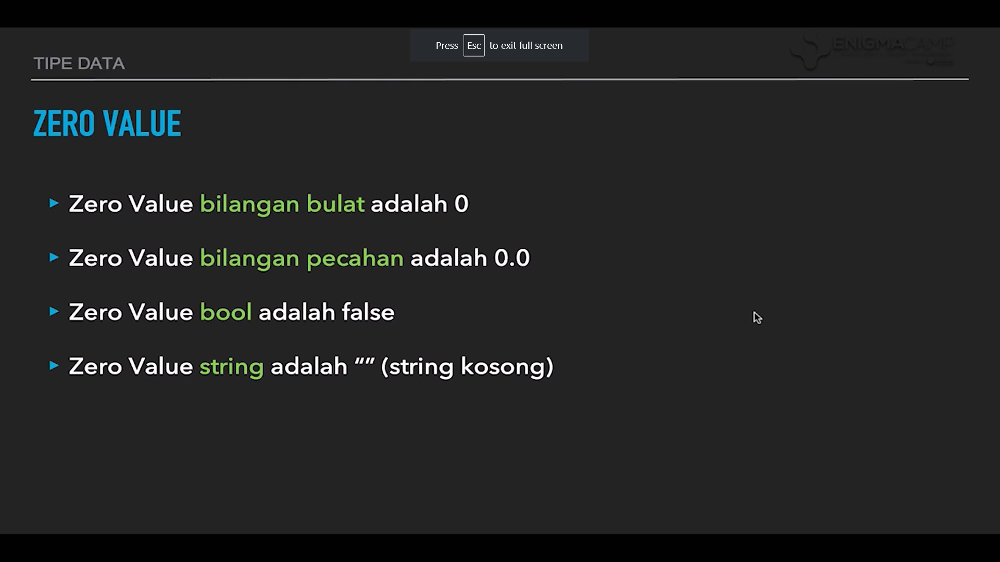 Press Esc to exit full screen
ENIGMACAMP
TIPE DATA
ZERO VALUE
▸ Zero Value bilangan bulat adalah 0
▸ Zero Value bilangan pecahan adalah 0.0
▸ Zero Value bool adalah false
▸ Zero Value string adalah “” (string kosong)